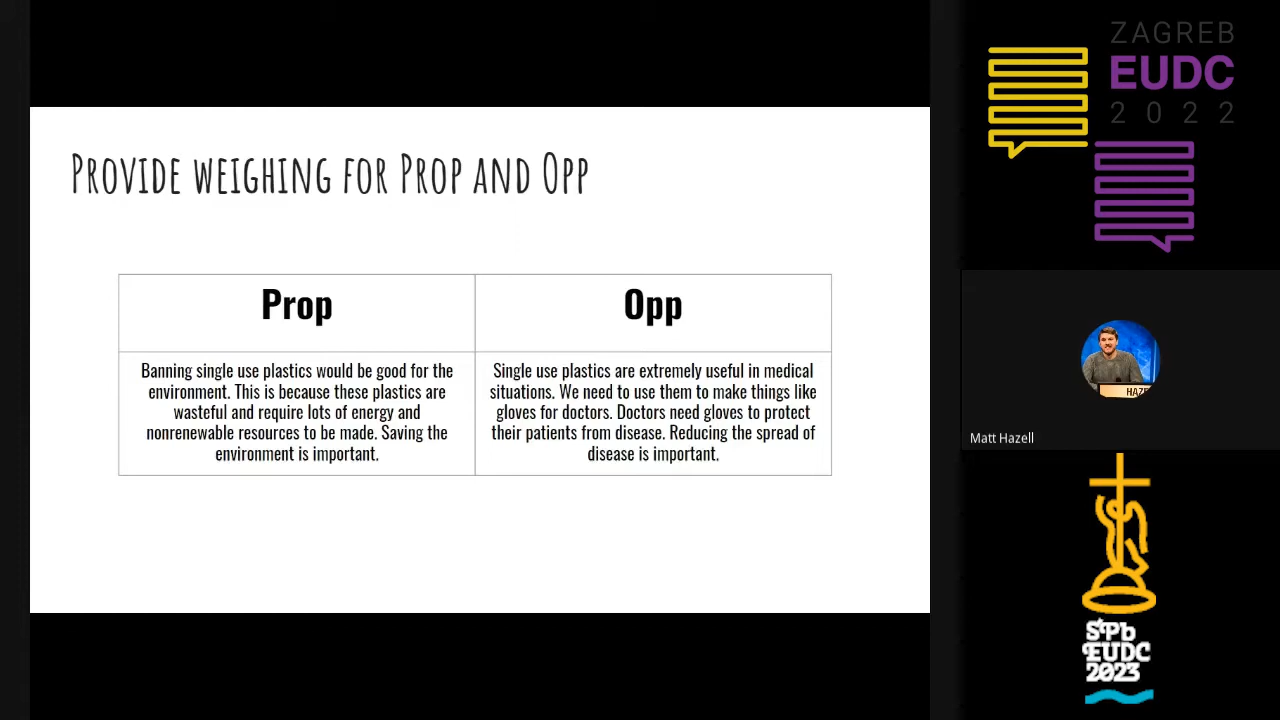 PROVIDE WEIGHING FOR PROP AND OPP
Prop
Opp
Banning single use plastics would be good for the
environment. This is because these plastics are
wasteful and require lots of energy and
nonrenewable resources to be made. Saving the
environment is important.
Single use plastics are extremely useful in medical
situations. We need to use them to make things like
gloves for doctors. Doctors need gloves to protect
their patients from disease. Reducing the spread of
disease is important.
ZAGREB
EUDC
2022
HAZE
Matt Hazell
StPb
EUDC
2023